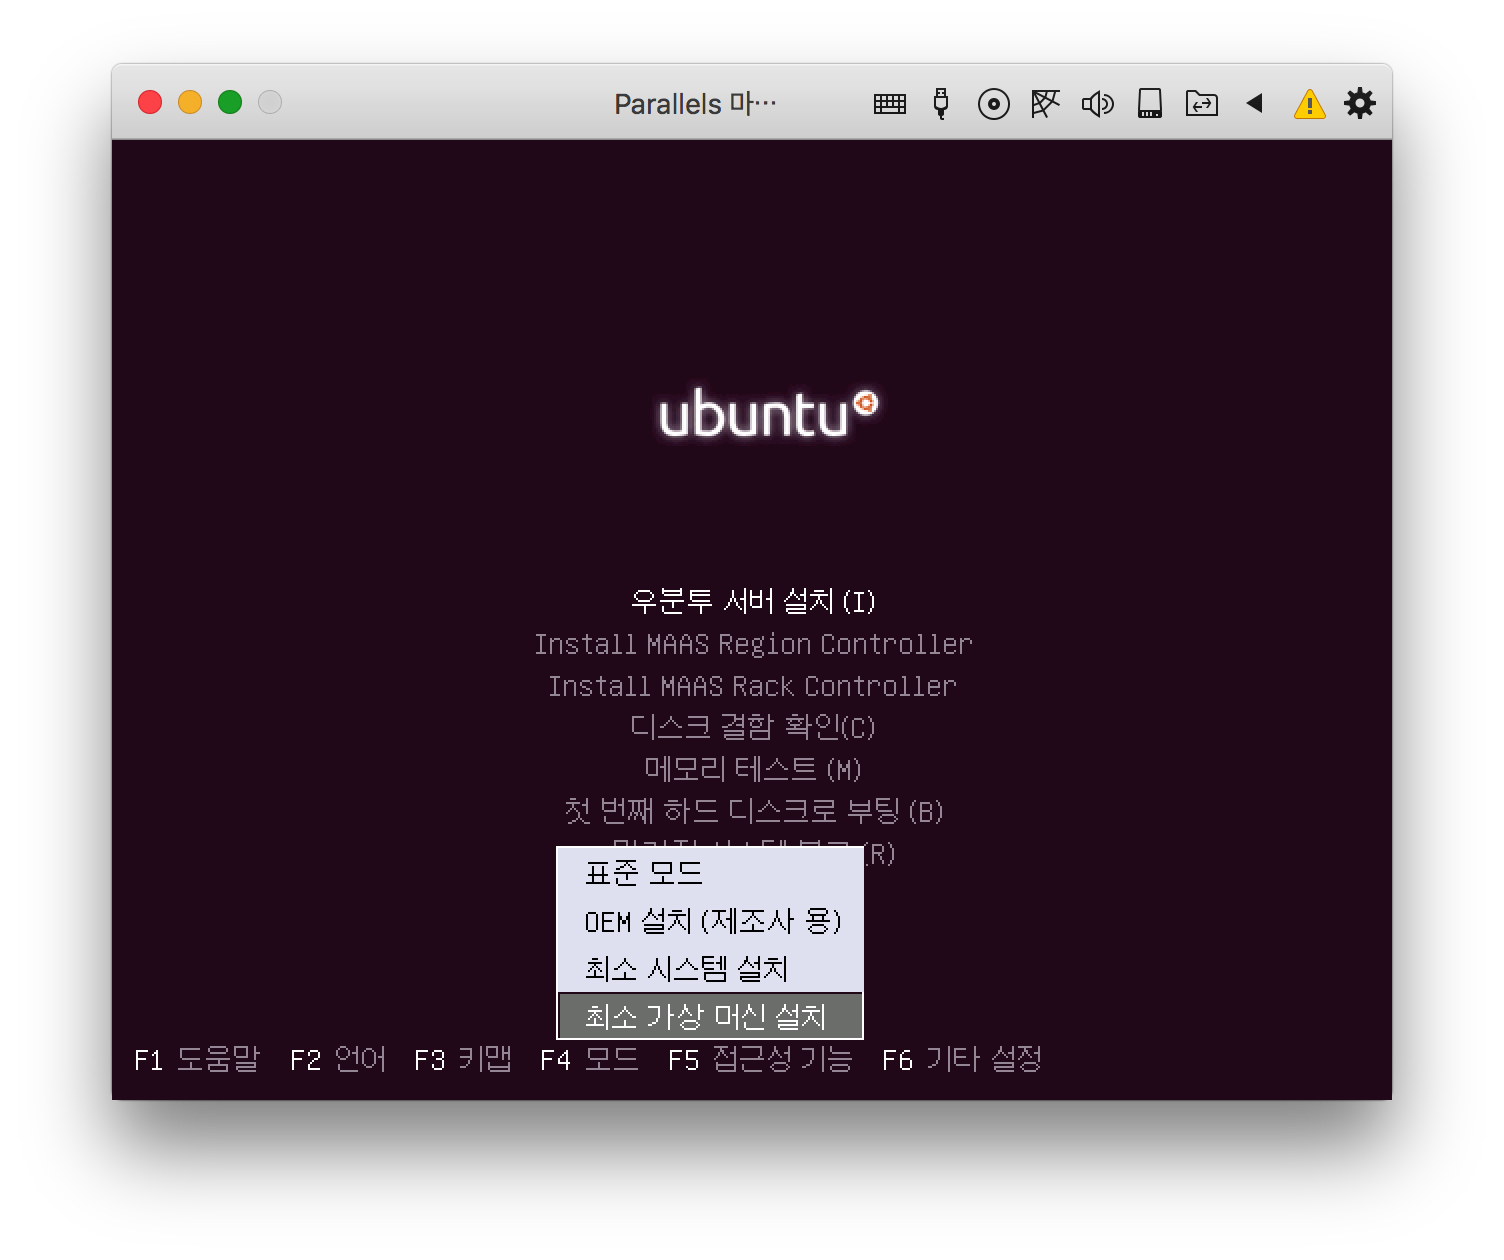 Parallels 마…
ubuntu
우분투 서버 설치 (I)
Install MAAS Region Controller
Install MAAS Rack Controller
디스크 결함 확인(C)
메모리 테스트 (M)
첫 번째 하드 디스크로 부팅 (B)
(R)
표준 모드
OEM 설치 (제조사 용)
최소 시스템 설치
최소 가상 머신 설치
F1 도움말 F2 언어 F3 키맵 F4 모드 F5 접근성 기능 F6 기타 설정